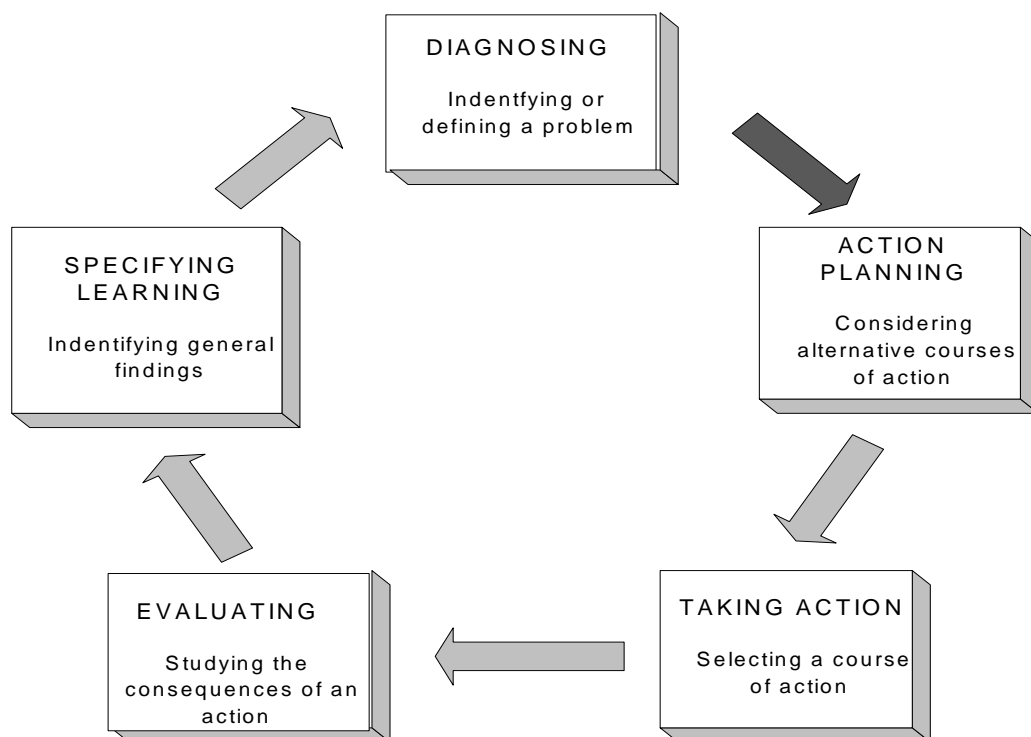 DIAGNOSING
Indentfying or
defining a problem
ACTION
PLANNING
Considering
alternative courses
of action
TAKING ACTION
Selecting a course
of action
EVALUATING
Studying the
consequences of an
action
SPECIFYING
LEARNING
Indentifying general
findings